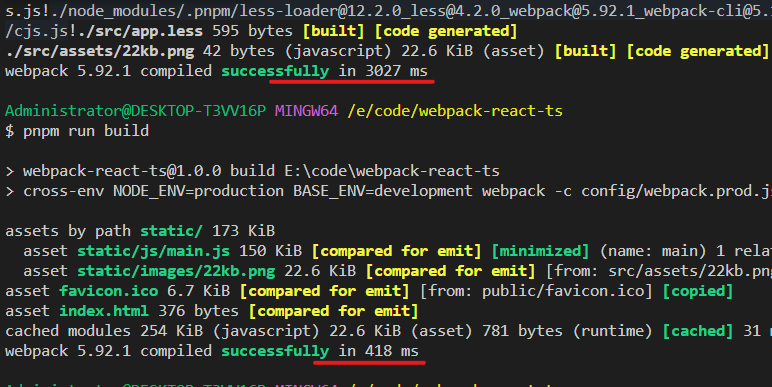 s.js!./node_modules/.pnpm/less-loader@12.2.0_less@4.2.0_webpack@5.92.1_webpack-cli@5.
/cjs.js!./src/app.less 595 bytes [built] [code generated]
./src/assets/22kb.png 42 bytes (javascript) 22.6 KiB (asset) [built] [code generated]
webpack 5.92.1 compiled successfully in 3027 ms
Administrator@DESKTOP-T3VV16P MINGW64 /e/code/webpack-react-ts
$ pnpm run build
> webpack-react-ts@1.0.0 build E:\code\webpack-react-ts
> cross-env NODE_ENV=production BASE_ENV=development webpack -c config/webpack.prod.j
assets by path static/ 173 KiB
asset static/js/main.js 150 KiB [compared for emit] [minimized] (name: main) 1 rela
asset static/images/22kb.png 22.6 KiB [compared for emit] [from: src/assets/22kb.pn
asset favicon.ico 6.7 KiB [compared for emit] [from: public/favicon.ico] [copied]
asset index.html 376 bytes [compared for emit]
cached modules 254 KiB (javascript) 22.6 KiB (asset) 781 bytes (runtime) [cached] 31
webpack 5.92.1 compiled successfully in 418 ms